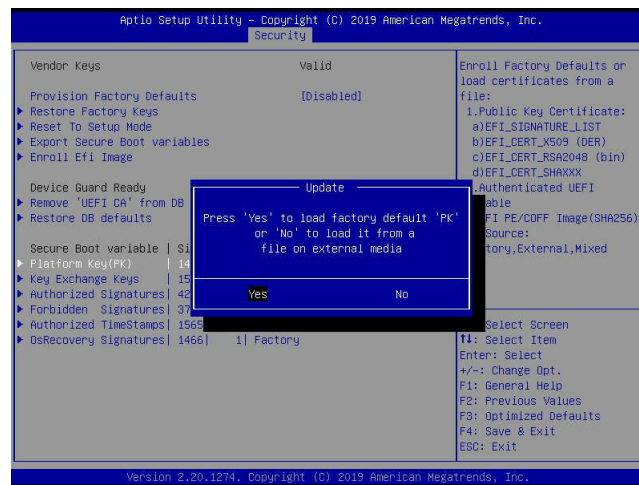 Aptio Setup Utility – Copyright (C) 2019 American Megatrends, Inc.
Security
Vendor Keys Valid
Provision Factory Defaults [Disabled]
Restore Factory Keys
Reset To Setup Mode
Export Secure Boot variables
Enroll Efi Image
Device Guard Ready
Remove 'UEFI CA' from DB
Restore DB defaults
Secure Boot variable | Si
Platform Key(PK) | 14
Key Exchange Keys | 15
Authorized Signatures| 42
Forbidden Signatures| 37
Authorized TimeStamps| 1565
OsRecovery Signatures| 1466| 1| Factory
Update
Press 'Yes' to load factory default 'PK'
or 'No' to load it from a
file on external media
Yes No
Enroll Factory Defaults or
load certificates from a
file:
1.Public Key Certificate:
a)EFI_SIGNATURE_LIST
b)EFI_CERT_X509 (DER)
c)EFI_CERT_RSA2048 (bin)
d)EFI_CERT_SHAXXX
.Authenticated UEFI
able
FI PE/COFF Image(SHA256)
Source:
tory,External,Mixed
Select Screen
↑↓: Select Item
Enter: Select
+/-: Change Opt.
F1: General Help
F2: Previous Values
F3: Optimized Defaults
F4: Save & Exit
ESC: Exit
Version 2.20.1274. Copyright (C) 2019 American Megatrends, Inc.